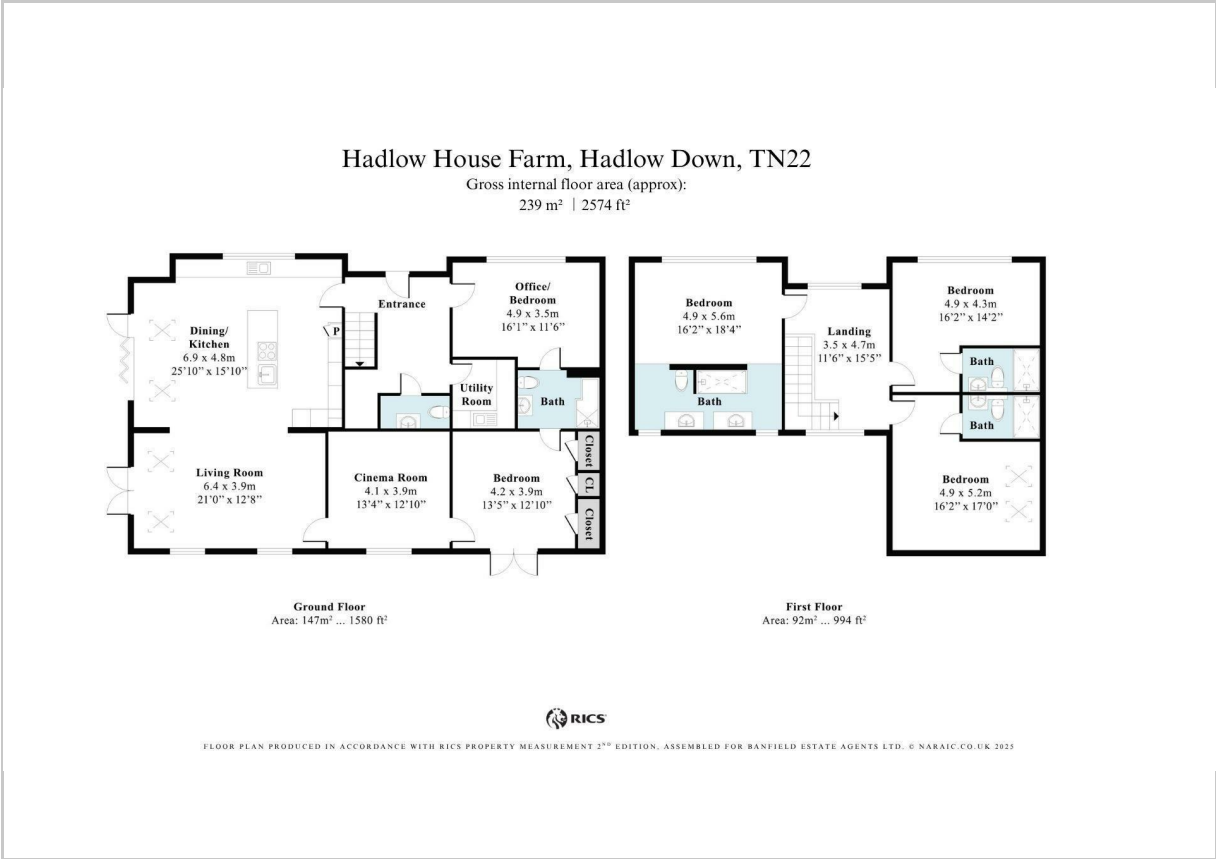 Hadlow House Farm, Hadlow Down, TN22
Gross internal floor area (approx):
239 m² | 2574 ft²
Dining/
Kitchen
6.9 x 4.8m
25'10" x 15'10"
P
Entrance
Office/
Bedroom
4.9 x 3.5m
16'1" x 11'6"
Utility
Room
Bath
Living Room
6.4 x 3.9m
21'0" x 12'8"
Cinema Room
4.1 x 3.9m
13'4" x 12'10"
Bedroom
4.2 x 3.9m
13'5" x 12'10"
Closet
CL
Closet
Ground Floor
Area: 147m² ... 1580 ft²
Bedroom
4.9 x 5.6m
16'2" x 18'4"
Bath
Landing
3.5 x 4.7m
11'6" x 15'5"
Bedroom
4.9 x 4.3m
16'2" x 14'2"
Bath
Bath
Bedroom
4.9 x 5.2m
16'2" x 17'0"
First Floor
Area: 92m² ... 994 ft²
RICS
FLOOR PLAN PRODUCED IN ACCORDANCE WITH RICS PROPERTY MEASUREMENT 2ND EDITION, ASSEMBLED FOR BANFIELD ESTATE AGENTS LTD. © NARAIC.CO.UK 2025